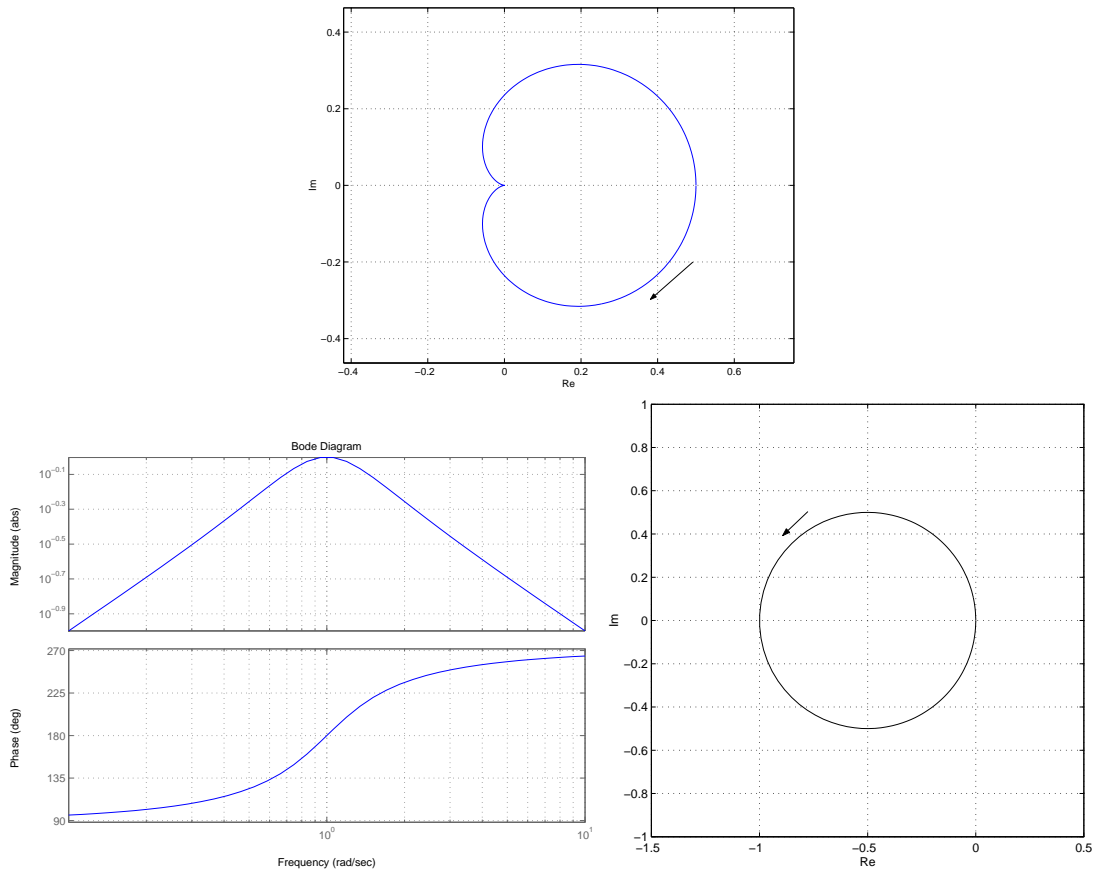 0.4
0.2
0
−0.2
−0.4
Im
−0.4 −0.2 0 0.2 0.4 0.6
Re
Bode Diagram
10^−0.1
10^−0.3
10^−0.5
10^−0.7
10^−0.9
Magnitude (abs)
270
225
180
135
90
Phase (deg)
10^0 10^1
Frequency (rad/sec)
1
0.8
0.6
0.4
0.2
0
−0.2
−0.4
−0.6
−0.8
−1
Im
−1.5 −1 −0.5 0 0.5
Re